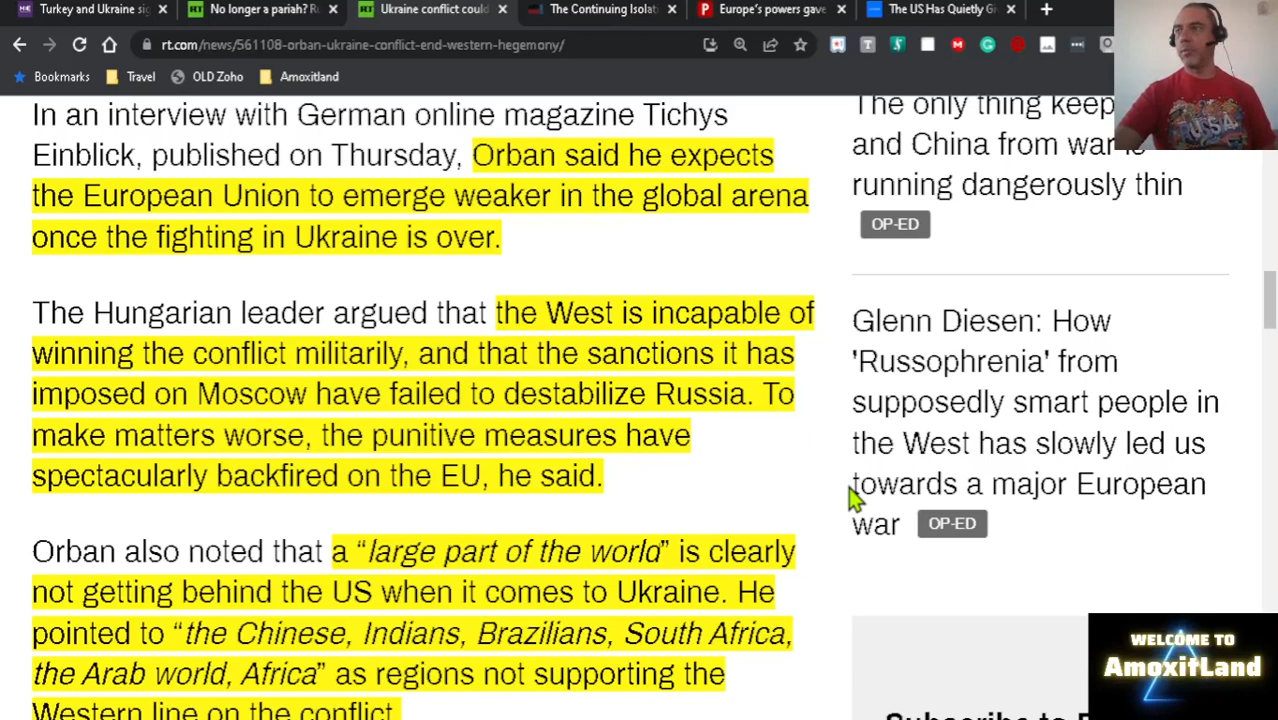 Turkey and Ukraine si
No longer a pariah? R
Ukraine conflict could
The Continuing Isolat
Europe's powers gave
The US Has Quietly G
rt.com/news/561108-orban-ukraine-conflict-end-western-hegemony/
Bookmarks
Travel
OLD Zoho
Amoxitland
In an interview with German online magazine Tichys
Einblick, published on Thursday, Orban said he expects
the European Union to emerge weaker in the global arena
once the fighting in Ukraine is over.
The Hungarian leader argued that the West is incapable of
winning the conflict militarily, and that the sanctions it has
imposed on Moscow have failed to destabilize Russia. To
make matters worse, the punitive measures have
spectacularly backfired on the EU, he said.
Orban also noted that a “large part of the world” is clearly
not getting behind the US when it comes to Ukraine. He
pointed to “the Chinese, Indians, Brazilians, South Africa,
the Arab world, Africa” as regions not supporting the
Western line on the conflict.
The only thing keep
and China from war is
running dangerously thin
OP-ED
Glenn Diesen: How
'Russophrenia' from
supposedly smart people in
the West has slowly led us
towards a major European
war OP-ED
Subscribe to
RUSSIA
WELCOME TO
AmoxitLand